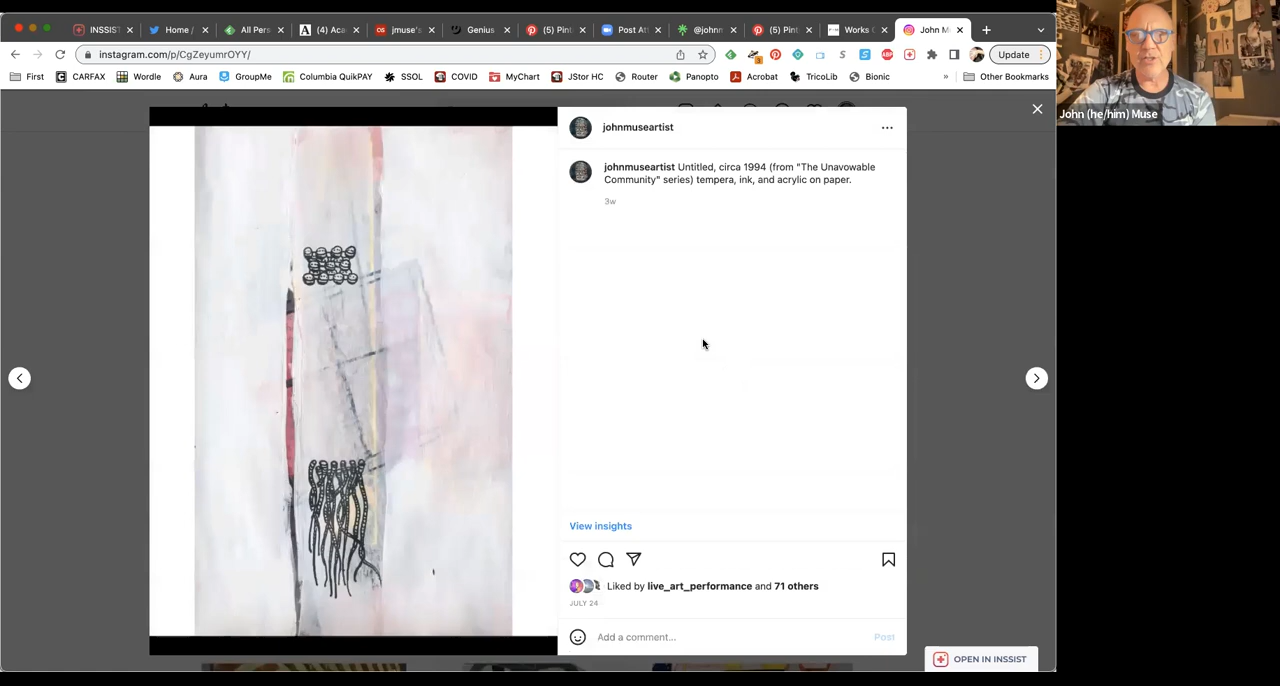 INSSIST
Twitter
Home /
All Pers
(4) Aca
jmuse's
Genius
(5) Pint
Post Att
@johnn
(5) Pint
Works
John M
Update
instagram.com/p/CgZeyumrOYY/
First
CARFAX
Wordle
Aura
GroupMe
Columbia QuikPAY
SSOL
COVID
MyChart
JStor HC
Router
Panopto
Acrobat
TricoLib
Bionic
»
Other Bookmarks
John (he/him) Muse
johnmuseartist
johnmuseartist Untitled, circa 1994 (from "The Unavowable
Community" series) tempera, ink, and acrylic on paper.
3w
View insights
Liked by live_art_performance and 71 others
JULY 24
Add a comment...
Post
OPEN IN INSSIST